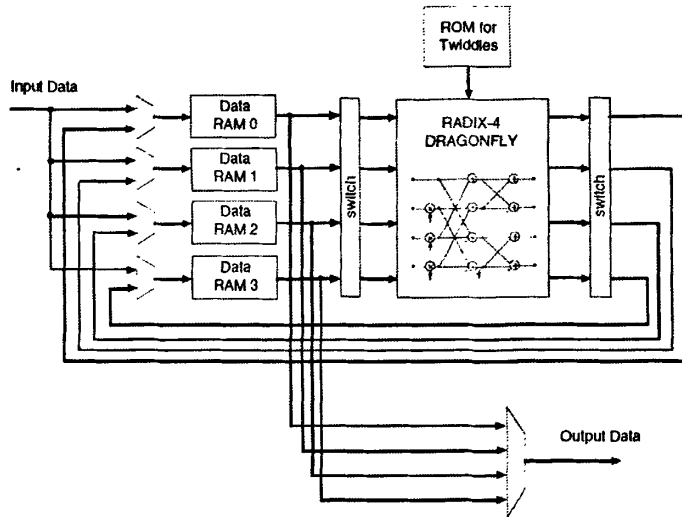 ROM for
Twiddles
Input Data
Data
RAM 0
Data
RAM 1
Data
RAM 2
Data
RAM 3
switch
RADIX-4
DRAGONFLY
switch
Output Data